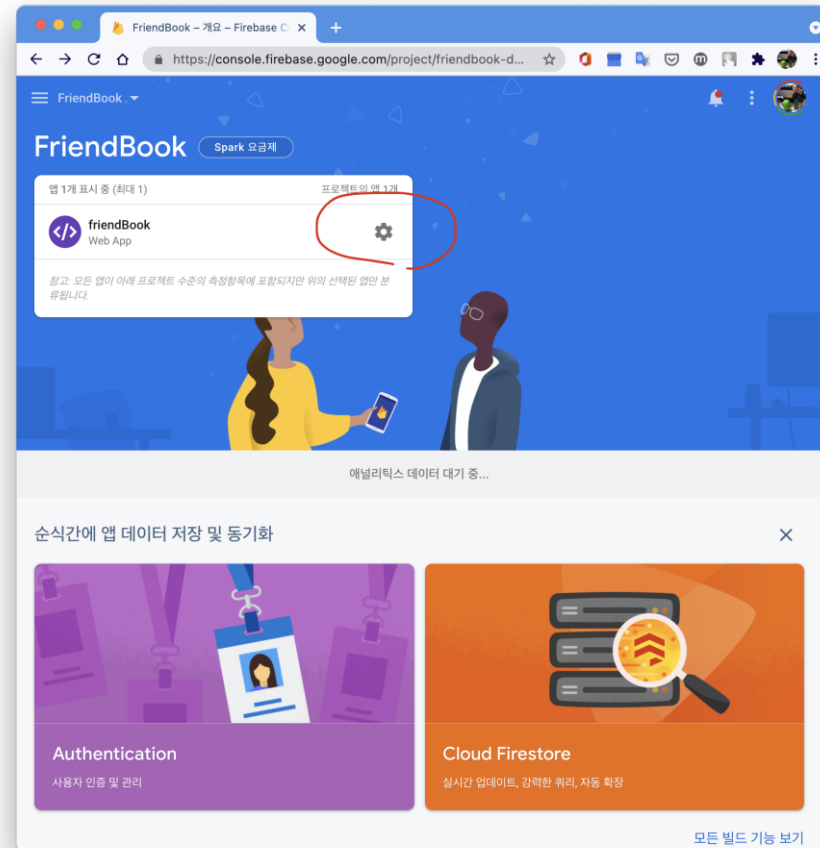 FriendBook – 개요 – Firebase C
https://console.firebase.google.com/project/friendbook-d...
FriendBook
FriendBook
Spark 요금제
앱 1개 표시 중 (최대 1)
프로젝트의 앱 1개
friendBook
Web App
참고: 모든 앱이 아래 프로젝트 수준의 측정항목에 포함되지만 위의 선택된 앱만 분
류됩니다.
애널리틱스 데이터 대기 중...
순식간에 앱 데이터 저장 및 동기화
Authentication
사용자 인증 및 관리
Cloud Firestore
실시간 업데이트, 강력한 쿼리, 자동 확장
모든 빌드 기능 보기